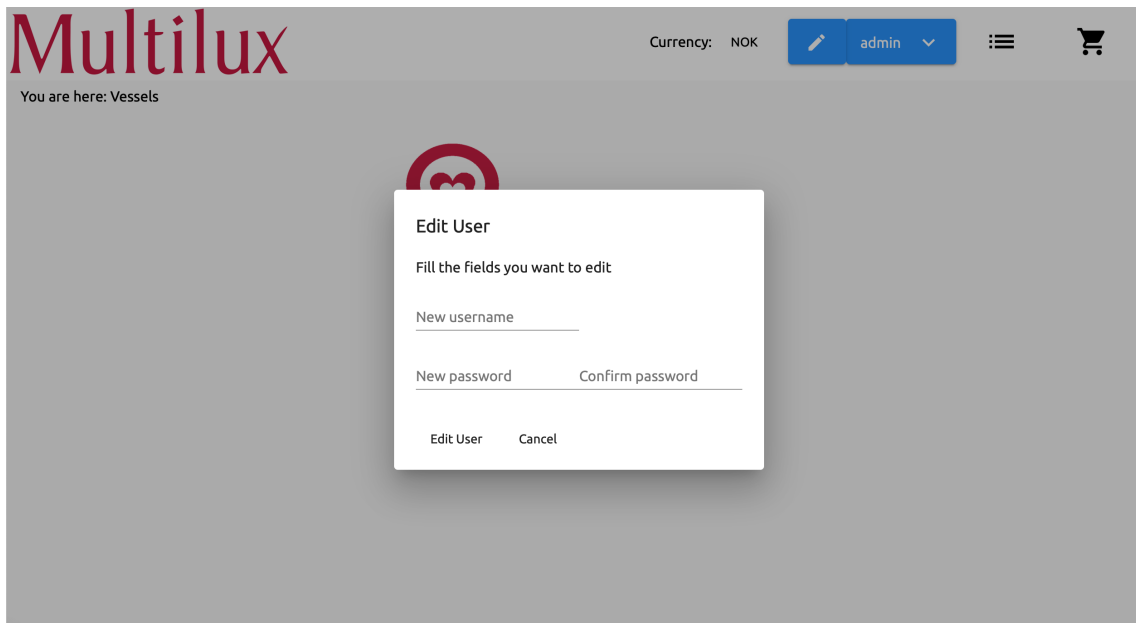 Multilux
Currency: NOK
admin
You are here: Vessels
Edit User
Fill the fields you want to edit
New username
New password Confirm password
Edit User Cancel